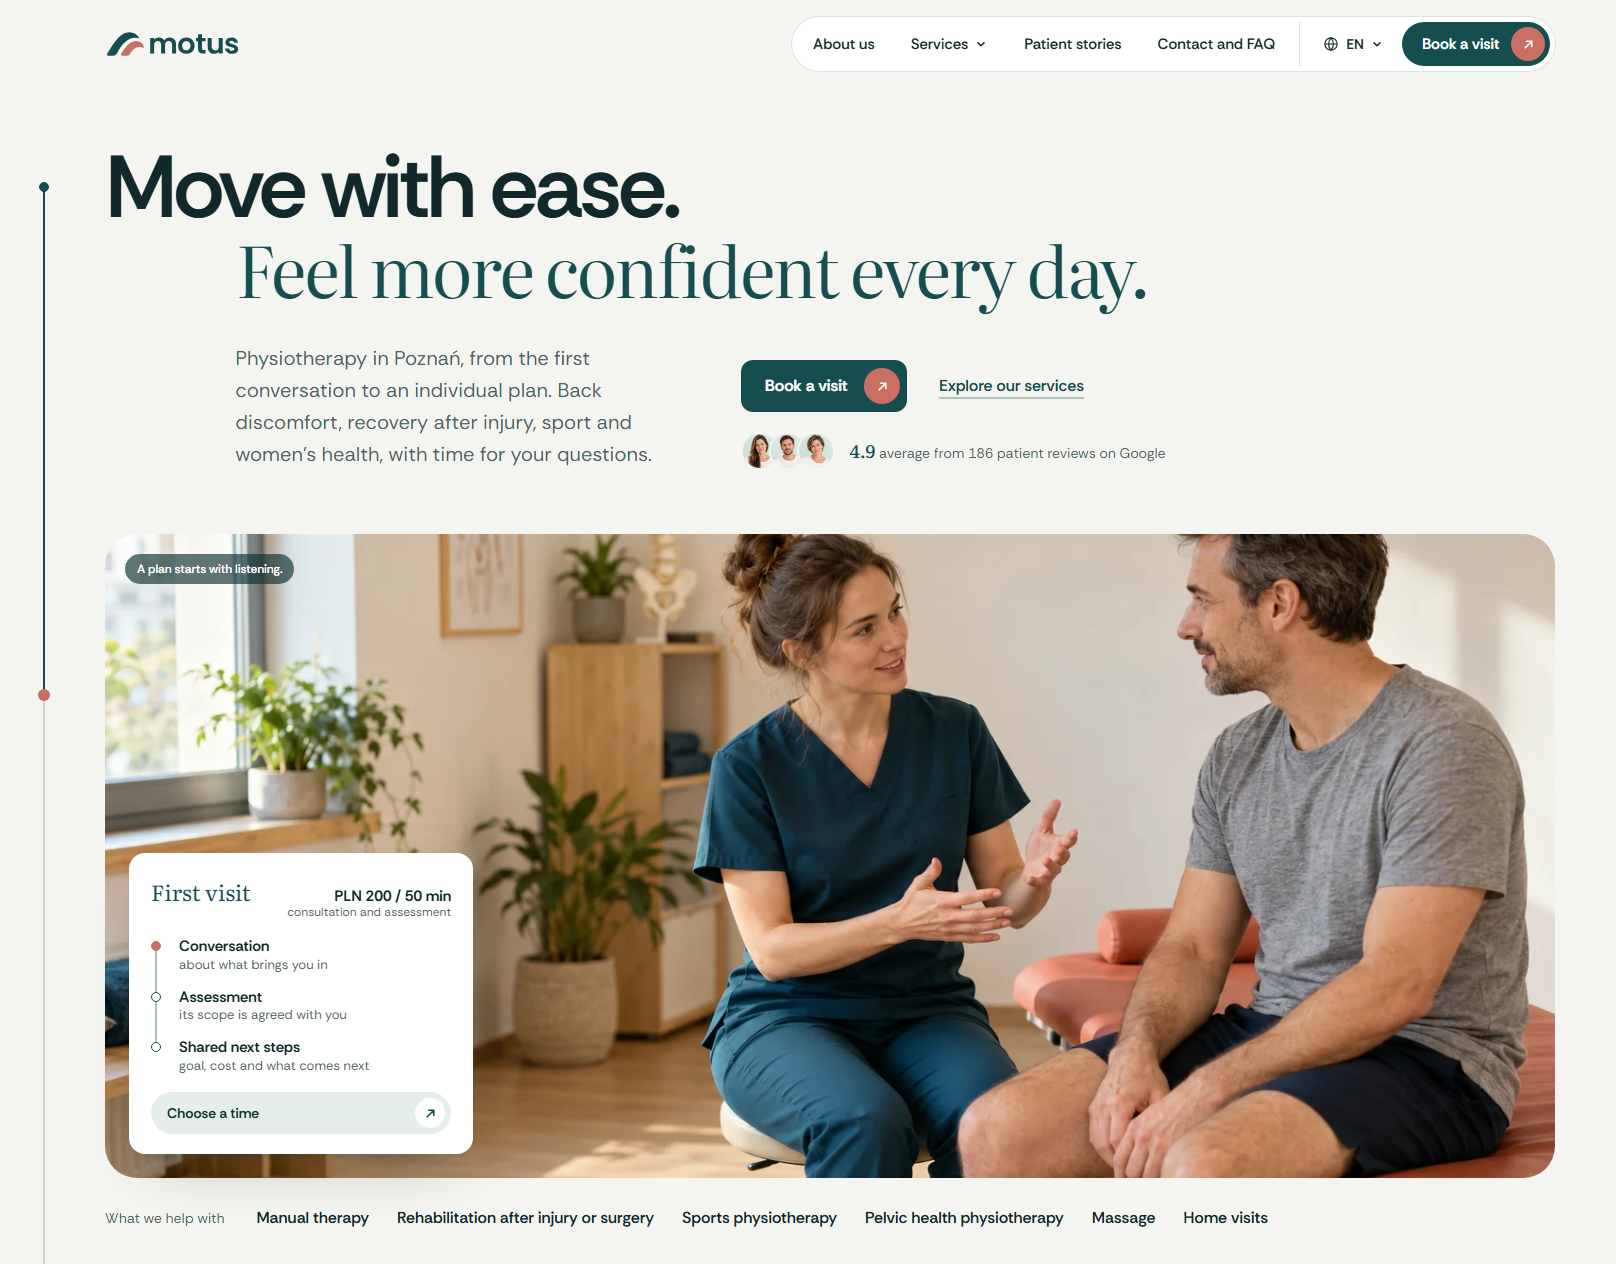 motus
About us
Services
Patient stories
Contact and FAQ
EN
Book a visit
Move with ease.
Feel more confident every day.
Physiotherapy in Poznań, from the first
conversation to an individual plan. Back
discomfort, recovery after injury, sport and
women’s health, with time for your questions.
Book a visit
Explore our services
4.9 average from 186 patient reviews on Google
A plan starts with listening.
First visit
PLN 200 / 50 min
consultation and assessment
Conversation
about what brings you in
Assessment
its scope is agreed with you
Shared next steps
goal, cost and what comes next
Choose a time
What we help with
Manual therapy
Rehabilitation after injury or surgery
Sports physiotherapy
Pelvic health physiotherapy
Massage
Home visits